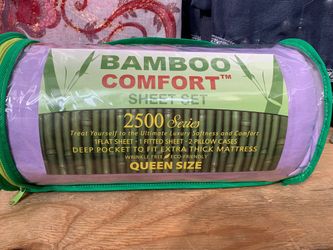 BAMBOO
COMFORT™
SHEET SET
2500 Series
Treat Yourself to the Ultimate Luxury Softness and Comfort
1 FLAT SHEET · 1 FITTED SHEET · 2 PILLOW CASES
DEEP POCKET TO FIT EXTRA THICK MATTRESS
WRINKLE FREE · ECO-FRIENDLY
QUEEN SIZE